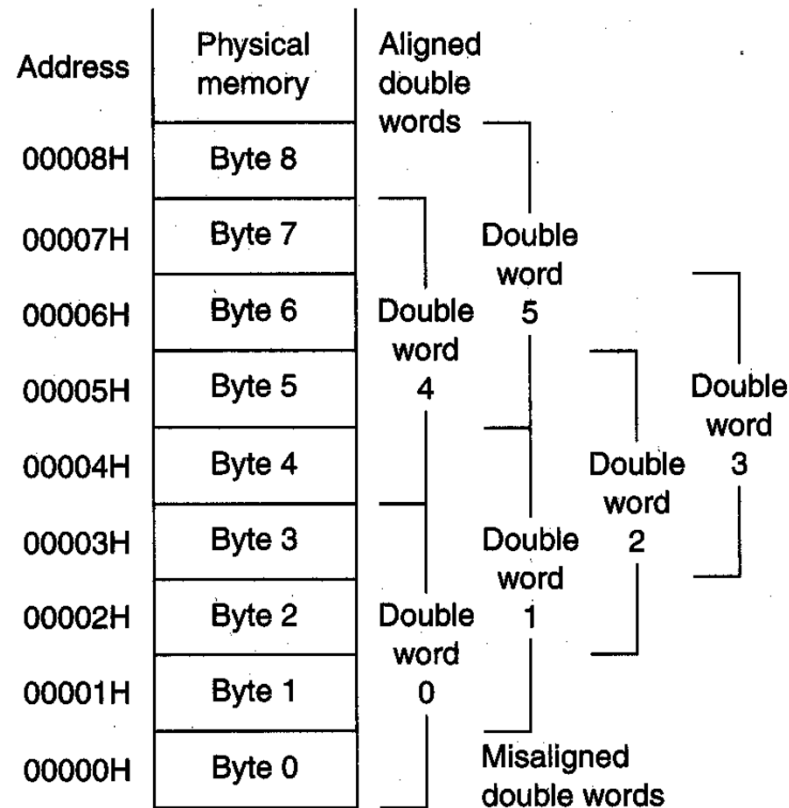 Address
Physical
memory
Aligned
double
words
00008H
Byte 8
00007H
Byte 7
Double
word
5
00006H
Byte 6
Double
word
4
00005H
Byte 5
Double
word
3
00004H
Byte 4
Double
word
2
00003H
Byte 3
Double
word
1
00002H
Byte 2
Double
word
0
00001H
Byte 1
00000H
Byte 0
Misaligned
double words